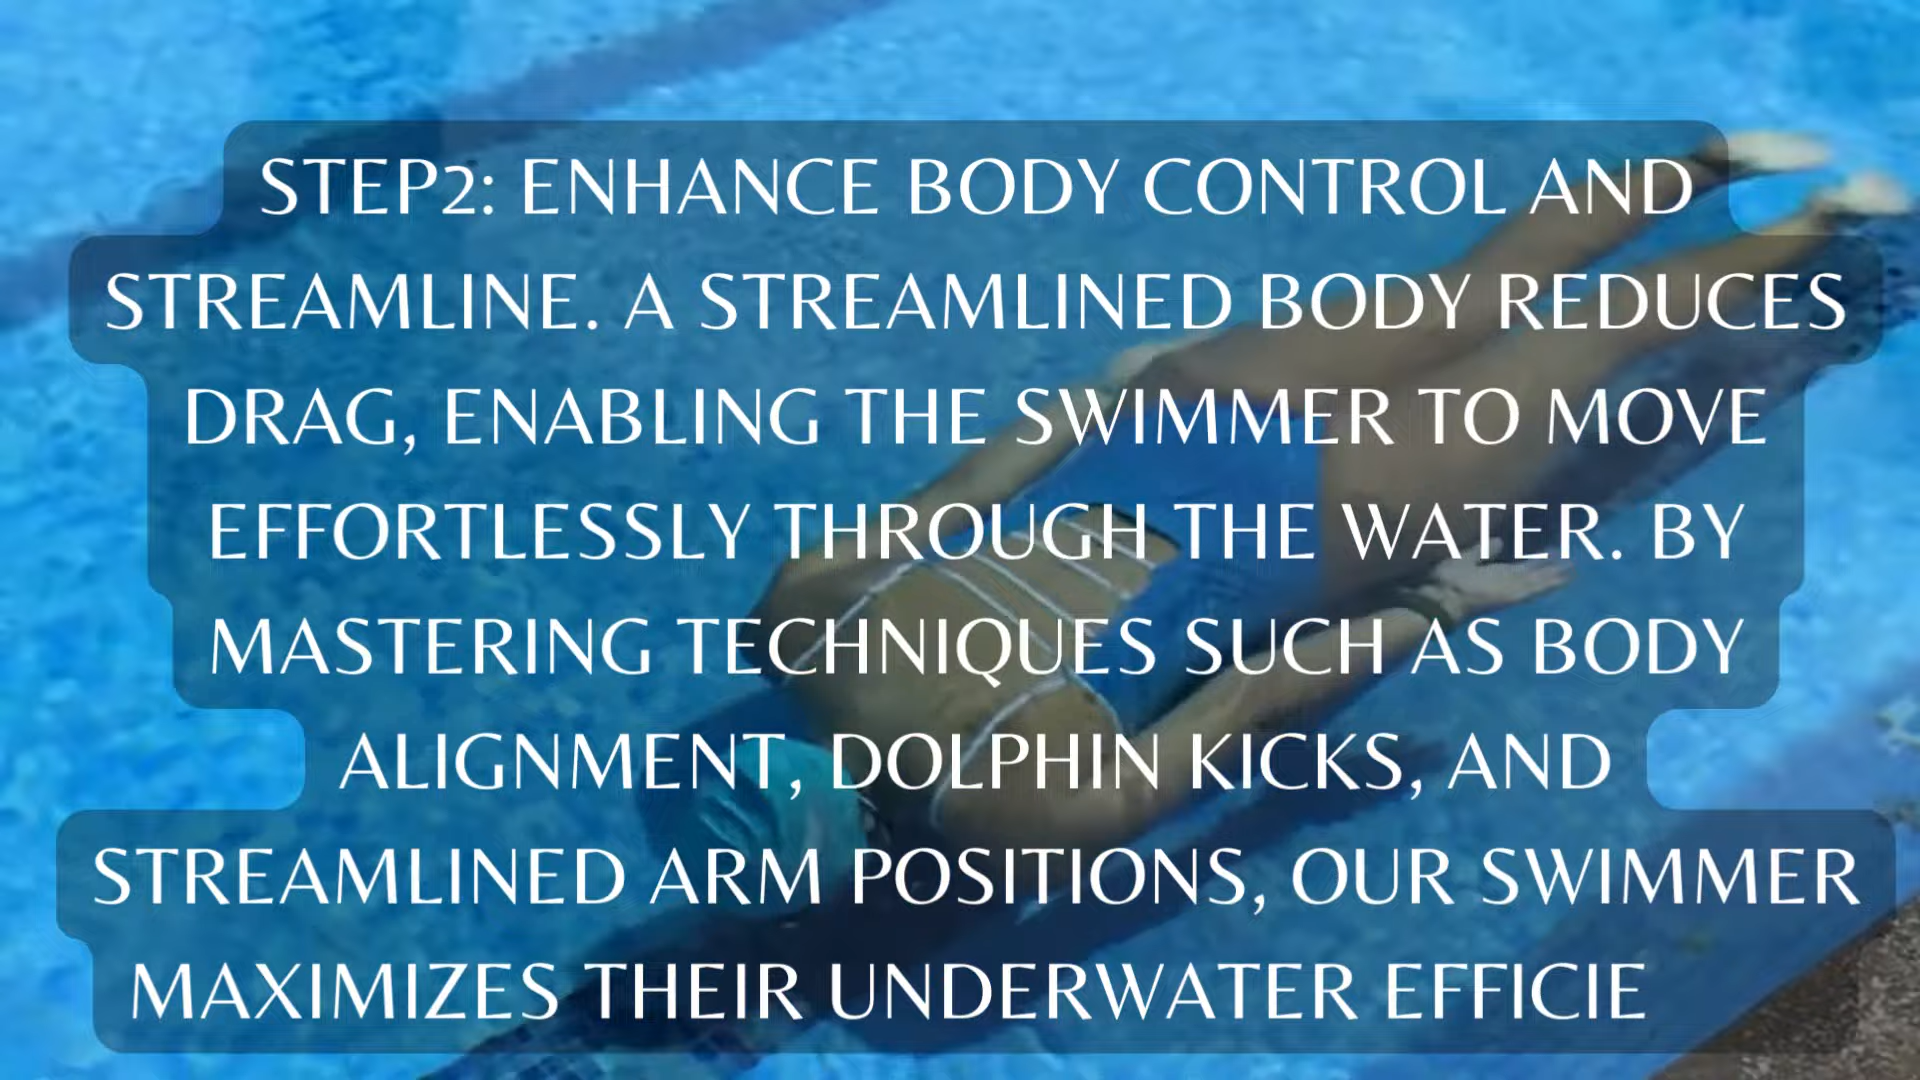 STEP2: ENHANCE BODY CONTROL AND
STREAMLINE. A STREAMLINED BODY REDUCES
DRAG, ENABLING THE SWIMMER TO MOVE
EFFORTLESSLY THROUGH THE WATER. BY
MASTERING TECHNIQUES SUCH AS BODY
ALIGNMENT, DOLPHIN KICKS, AND
STREAMLINED ARM POSITIONS, OUR SWIMMER
MAXIMIZES THEIR UNDERWATER EFFICIE